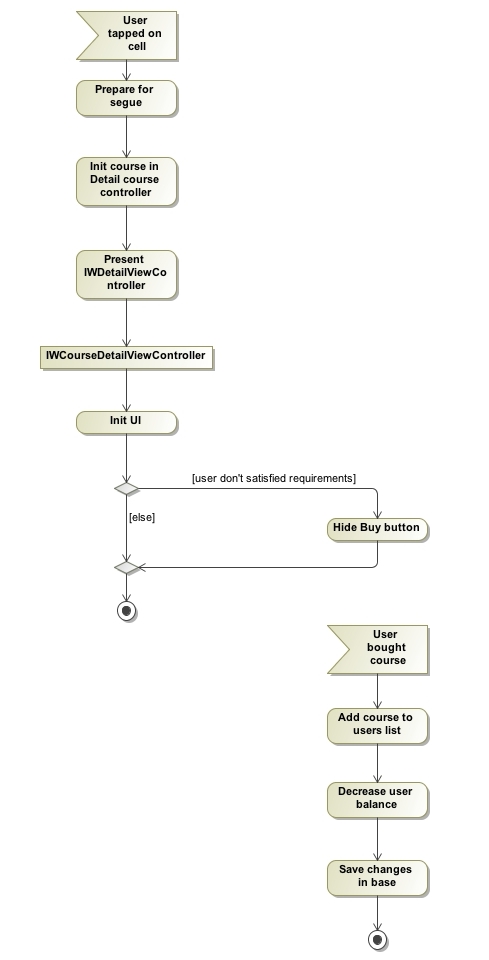 User
tapped on
cell
Prepare for
segue
Init course in
Detail course
controller
Present
IWDetailViewCo
ntroller
IWCourseDetailViewController
Init UI
[user don't satisfied requirements]
[else]
Hide Buy button
User
bought
course
Add course to
users list
Decrease user
balance
Save changes
in base